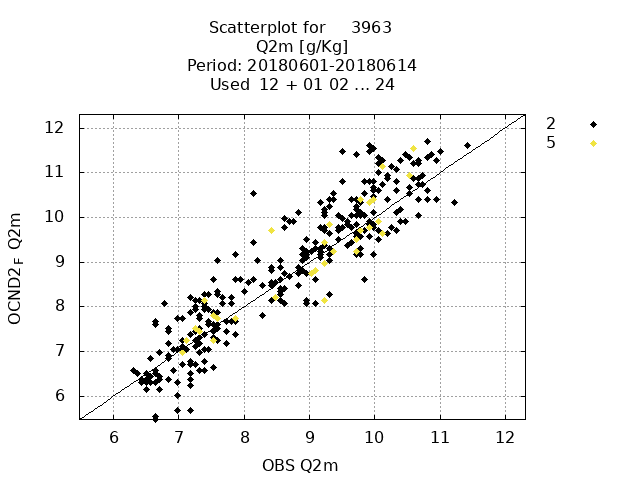 Scatterplot for 3963
Q2m [g/Kg]
Period: 20180601-20180614
Used 12 + 01 02 ... 24
2
5
12
11
10
9
8
7
6
OCND2_F Q2m
6 7 8 9 10 11 12
OBS Q2m